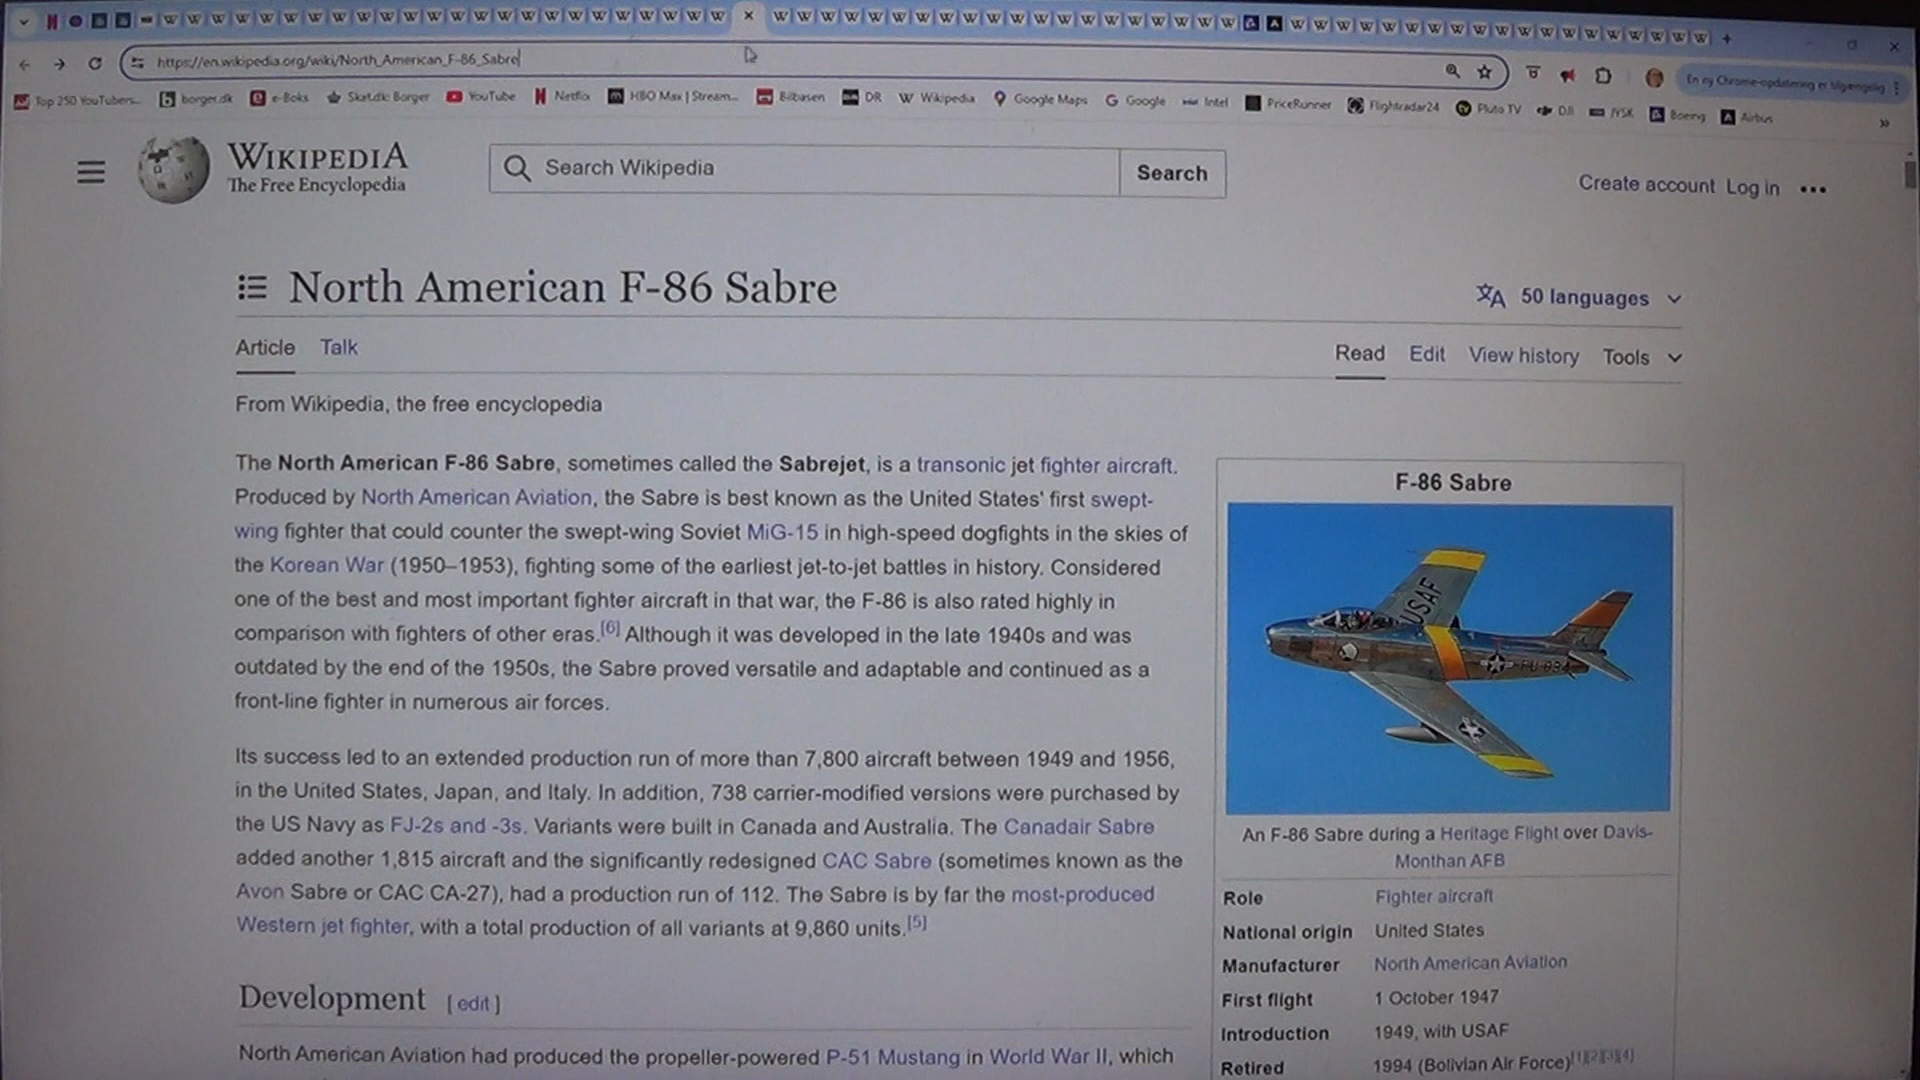 https://en.wikipedia.org/wiki/North_American_F-86_Sabre
En ny Chrome-opdatering er tilgængelig
Top 250 YouTubers... borger.dk e-Boks Skat.dk: Borger YouTube Netflix HBO Max | Stream... Bilbasen DR Wikipedia Google Maps Google Intel PriceRunner Flightradar24 Pluto TV DJI JYSK Boeing Airbus »
WIKIPEDIA
The Free Encyclopedia
Search Wikipedia
Search
Create account Log in •••
North American F-86 Sabre
50 languages
Article Talk
Read Edit View history Tools
From Wikipedia, the free encyclopedia
The North American F-86 Sabre, sometimes called the Sabrejet, is a transonic jet fighter aircraft.
Produced by North American Aviation, the Sabre is best known as the United States' first swept-
wing fighter that could counter the swept-wing Soviet MiG-15 in high-speed dogfights in the skies of
the Korean War (1950–1953), fighting some of the earliest jet-to-jet battles in history. Considered
one of the best and most important fighter aircraft in that war, the F-86 is also rated highly in
comparison with fighters of other eras.[6] Although it was developed in the late 1940s and was
outdated by the end of the 1950s, the Sabre proved versatile and adaptable and continued as a
front-line fighter in numerous air forces.
Its success led to an extended production run of more than 7,800 aircraft between 1949 and 1956,
in the United States, Japan, and Italy. In addition, 738 carrier-modified versions were purchased by
the US Navy as FJ-2s and -3s. Variants were built in Canada and Australia. The Canadair Sabre
added another 1,815 aircraft and the significantly redesigned CAC Sabre (sometimes known as the
Avon Sabre or CAC CA-27), had a production run of 112. The Sabre is by far the most-produced
Western jet fighter, with a total production of all variants at 9,860 units.[5]
Development [ edit ]
North American Aviation had produced the propeller-powered P-51 Mustang in World War II, which
F-86 Sabre
USAF
An F-86 Sabre during a Heritage Flight over Davis-
Monthan AFB
Role Fighter aircraft
National origin United States
Manufacturer North American Aviation
First flight 1 October 1947
Introduction 1949, with USAF
Retired 1994 (Bolivian Air Force)[1][2][3][4]